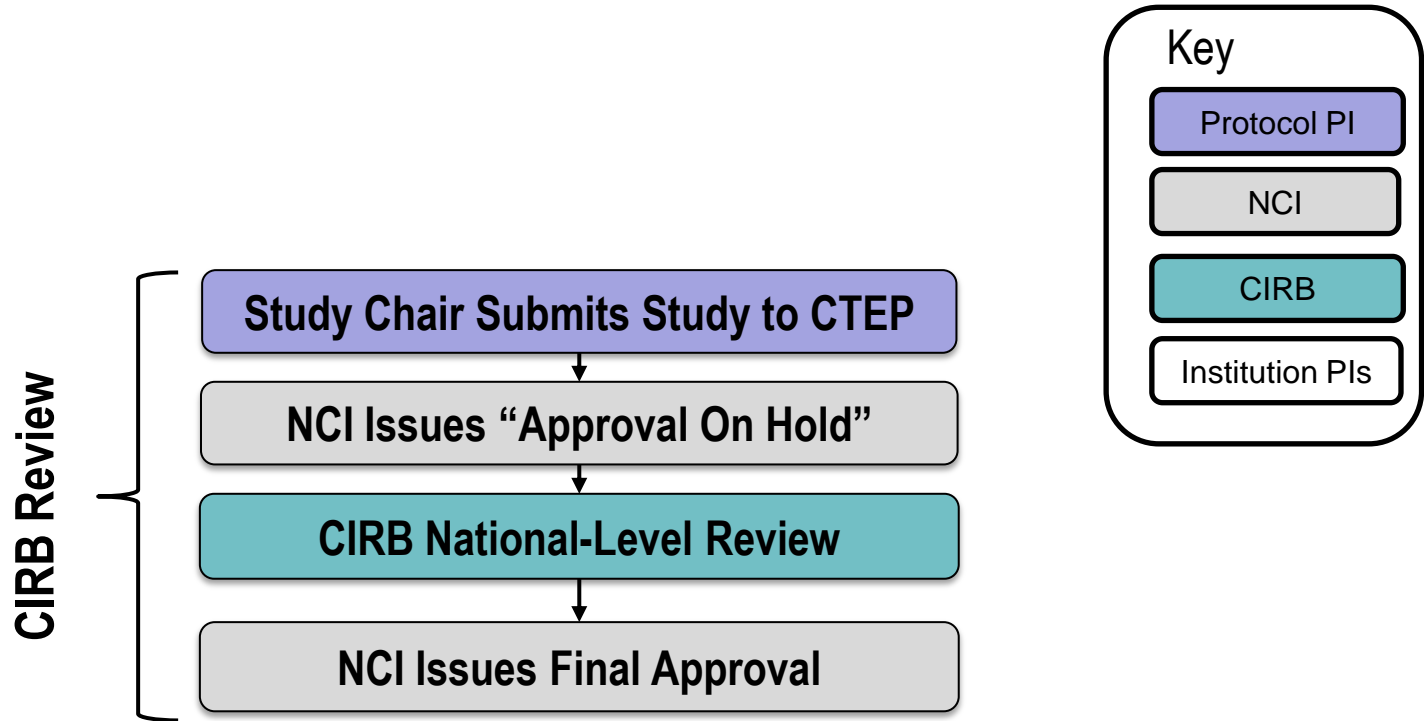 Key
Protocol PI
NCI
CIRB
Institution PIs
CIRB Review
Study Chair Submits Study to CTEP
NCI Issues “Approval On Hold”
CIRB National-Level Review
NCI Issues Final Approval